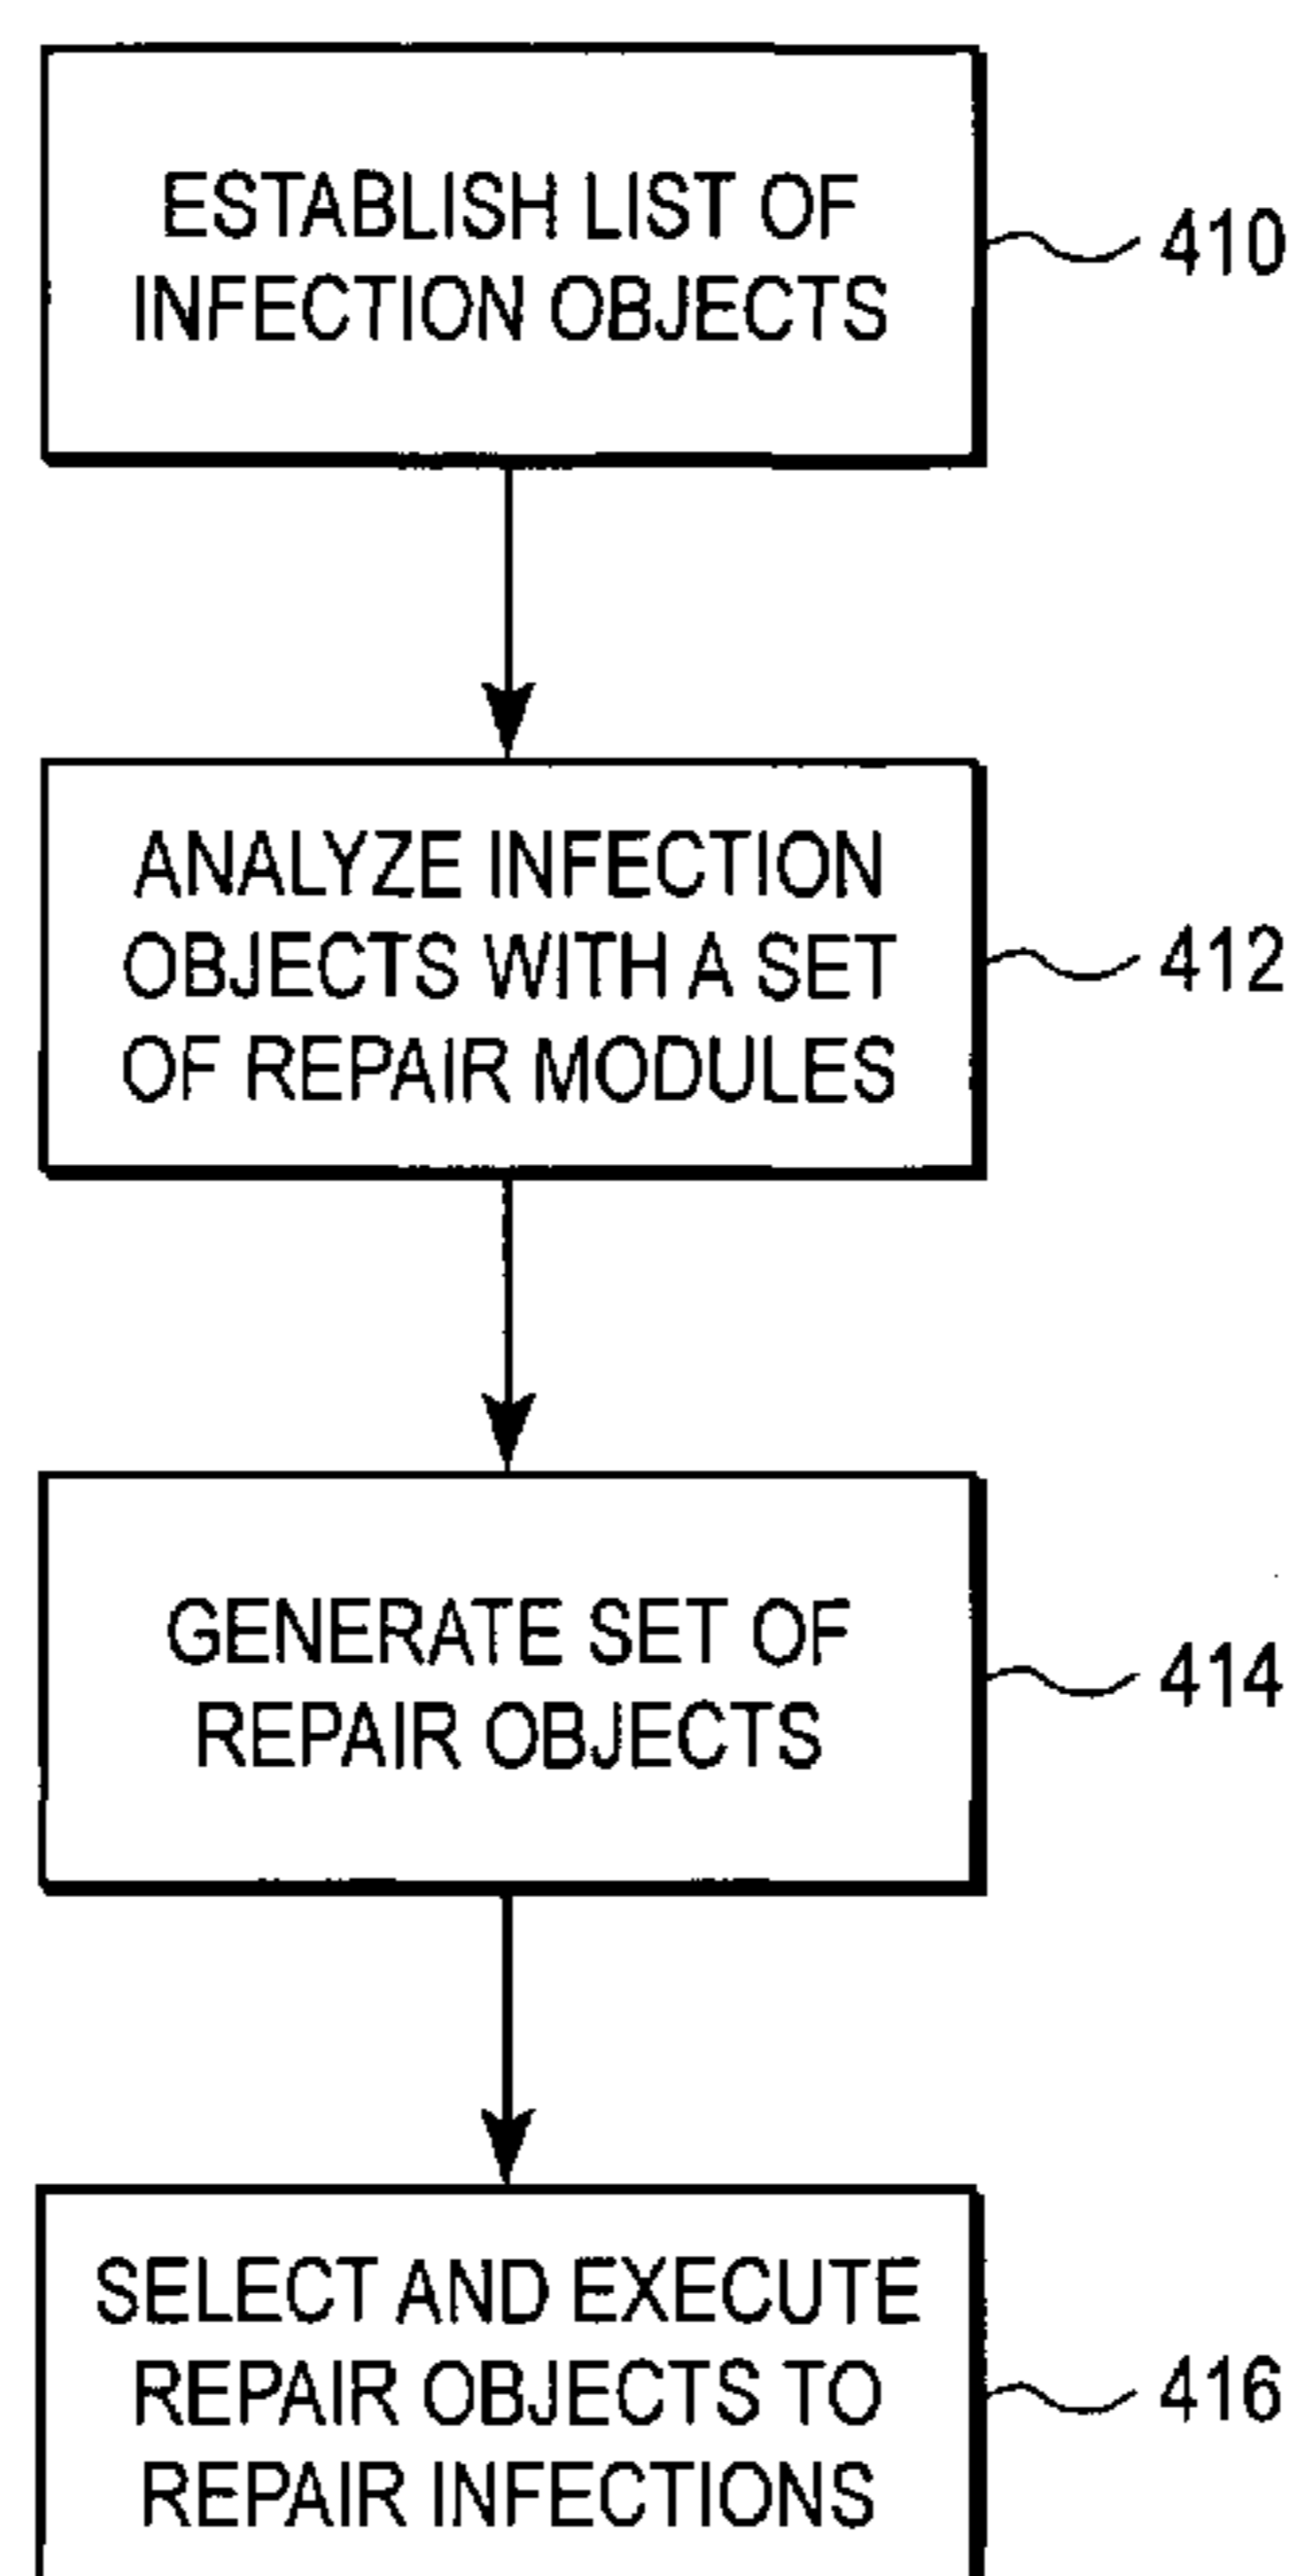 ESTABLISH LIST OF
INFECTION OBJECTS
410
ANALYZE INFECTION
OBJECTS WITH A SET
OF REPAIR MODULES
412
GENERATE SET OF
REPAIR OBJECTS
414
SELECT AND EXECUTE
REPAIR OBJECTS TO
REPAIR INFECTIONS
416